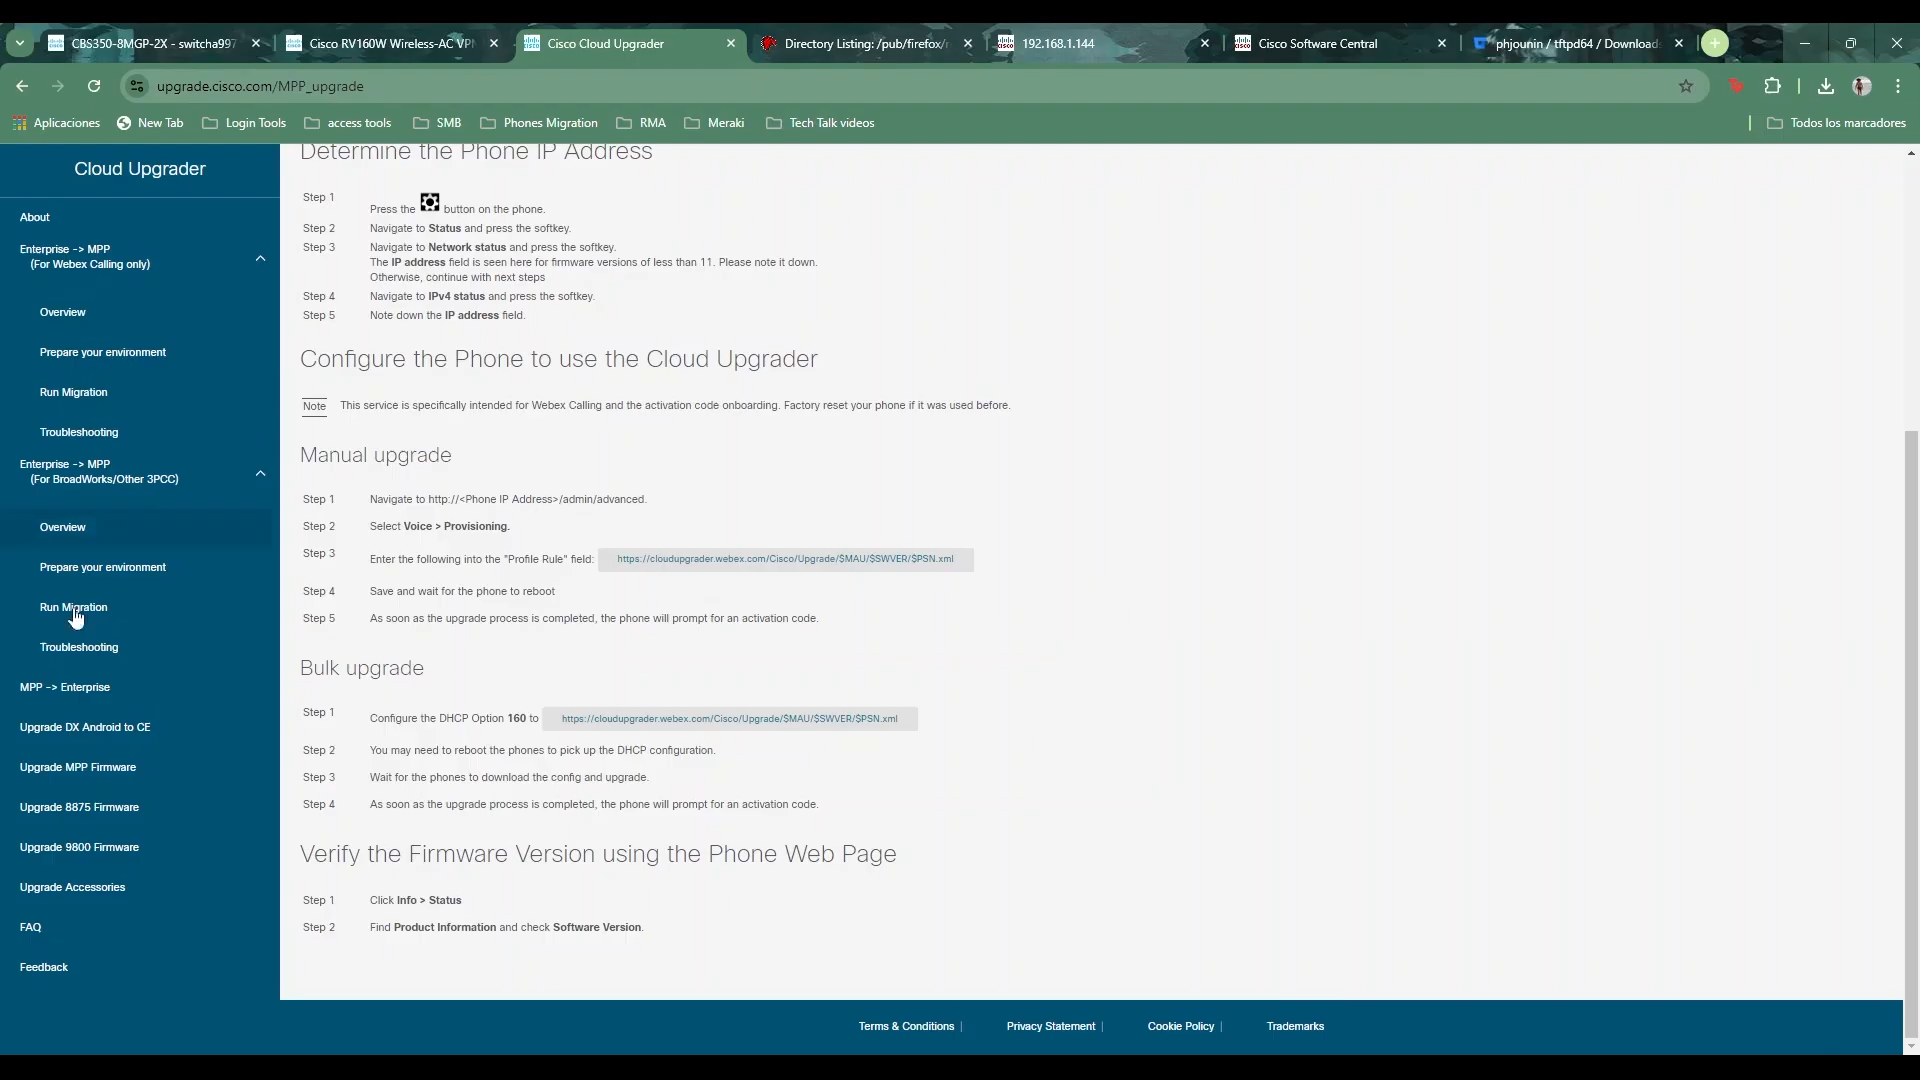 CBS350-8MGP-2X - switcha997
Cisco RV160W Wireless-AC VPN
Cisco Cloud Upgrader
Directory Listing: /pub/firefox/
192.168.1.144
Cisco Software Central
phjounin / tftpd64 / Download
upgrade.cisco.com/MPP_upgrade
Aplicaciones
New Tab
Login Tools
access tools
SMB
Phones Migration
RMA
Meraki
Tech Talk videos
Todos los marcadores
Cloud Upgrader
About
Enterprise -> MPP
(For Webex Calling only)
Overview
Prepare your environment
Run Migration
Troubleshooting
Enterprise -> MPP
(For BroadWorks/Other 3PCC)
Overview
Prepare your environment
Run Migration
Troubleshooting
MPP -> Enterprise
Upgrade DX Android to CE
Upgrade MPP Firmware
Upgrade 8875 Firmware
Upgrade 9800 Firmware
Upgrade Accessories
FAQ
Feedback
Determine the Phone IP Address
Step 1 Press the button on the phone.
Step 2 Navigate to Status and press the softkey.
Step 3 Navigate to Network status and press the softkey.
The IP address field is seen here for firmware versions of less than 11. Please note it down.
Otherwise, continue with next steps
Step 4 Navigate to IPv4 status and press the softkey.
Step 5 Note down the IP address field.
Configure the Phone to use the Cloud Upgrader
Note This service is specifically intended for Webex Calling and the activation code onboarding. Factory reset your phone if it was used before.
Manual upgrade
Step 1 Navigate to http://<Phone IP Address>/admin/advanced.
Step 2 Select Voice > Provisioning.
Step 3 Enter the following into the "Profile Rule" field: https://cloudupgrader.webex.com/Cisco/Upgrade/$MAU/$SWVER/$PSN.xml
Step 4 Save and wait for the phone to reboot
Step 5 As soon as the upgrade process is completed, the phone will prompt for an activation code.
Bulk upgrade
Step 1 Configure the DHCP Option 160 to https://cloudupgrader.webex.com/Cisco/Upgrade/$MAU/$SWVER/$PSN.xml
Step 2 You may need to reboot the phones to pick up the DHCP configuration.
Step 3 Wait for the phones to download the config and upgrade.
Step 4 As soon as the upgrade process is completed, the phone will prompt for an activation code.
Verify the Firmware Version using the Phone Web Page
Step 1 Click Info > Status
Step 2 Find Product Information and check Software Version.
Terms & Conditions |
Privacy Statement |
Cookie Policy |
Trademarks